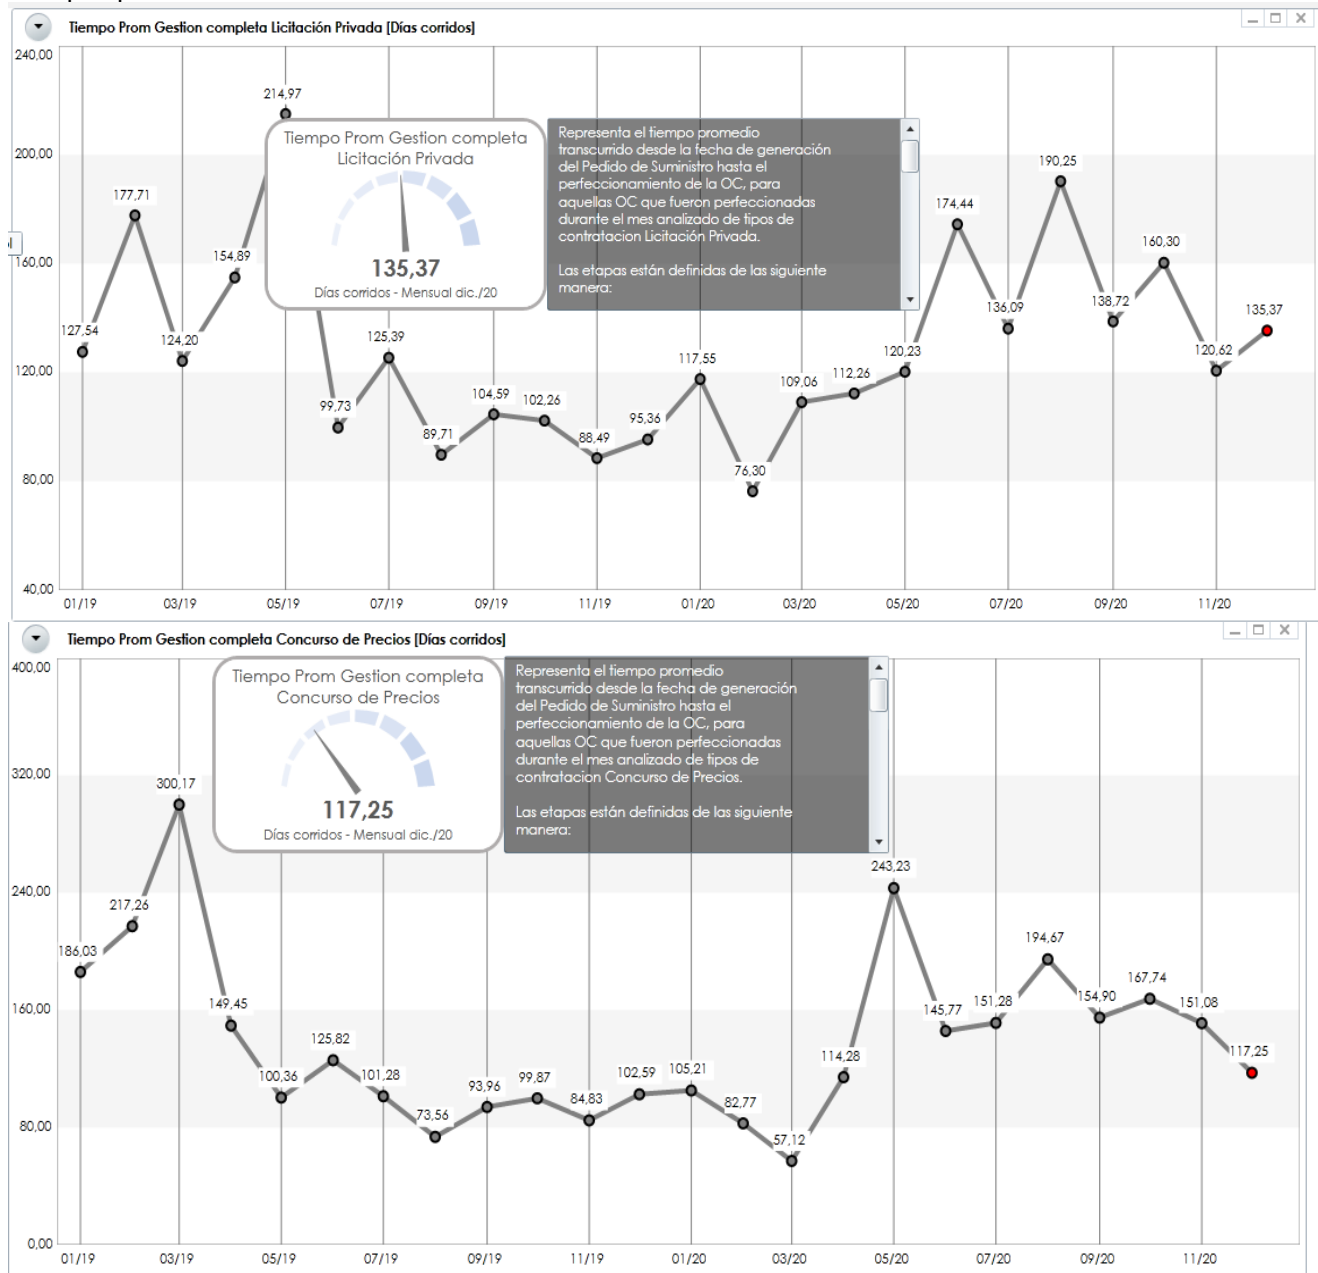 Tiempo Prom Gestion completa Licitación Privada [Días corridos]
240,00
200,00
160,00
120,00
80,00
40,00
127,54
177,71
124,20
154,89
214,97
99,73
125,39
89,71
104,59
102,26
88,49
95,36
117,55
76,30
109,06
112,26
120,23
174,44
136,09
190,25
138,72
160,30
120,62
135,37
Tiempo Prom Gestion completa
Licitación Privada
135,37
Días corridos - Mensual dic./20
Representa el tiempo promedio
transcurrido desde la fecha de generación
del Pedido de Suministro hasta el
perfeccionamiento de la OC, para
aquellas OC que fueron perfeccionadas
durante el mes analizado de tipos de
contratacion Licitación Privada.
Las etapas están definidas de las siguiente
manera:
01/19 03/19 05/19 07/19 09/19 11/19 01/20 03/20 05/20 07/20 09/20 11/20
Tiempo Prom Gestion completa Concurso de Precios [Días corridos]
400,00
320,00
240,00
160,00
80,00
0,00
186,03
217,26
300,17
149,45
100,36
125,82
101,28
73,56
93,96
99,87
84,83
102,59
105,21
82,77
57,12
114,28
243,23
145,77
151,28
194,67
154,90
167,74
151,08
117,25
Tiempo Prom Gestion completa
Concurso de Precios
117,25
Días corridos - Mensual dic./20
Representa el tiempo promedio
transcurrido desde la fecha de generación
del Pedido de Suministro hasta el
perfeccionamiento de la OC, para
aquellas OC que fueron perfeccionadas
durante el mes analizado de tipos de
contratacion Concurso de Precios.
Las etapas están definidas de las siguiente
manera:
01/19 03/19 05/19 07/19 09/19 11/19 01/20 03/20 05/20 07/20 09/20 11/20